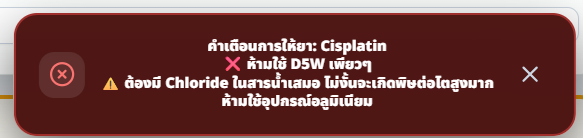 คำเตือนการให้ยา: Cisplatin
❌ ห้ามใช้ D5W เพียวๆ
⚠️ ต้องมี Chloride ในสารน้ำเสมอ ไม่งั้นจะเกิดพิษต่อไตสูงมาก
ห้ามใช้อุปกรณ์อลูมิเนียม